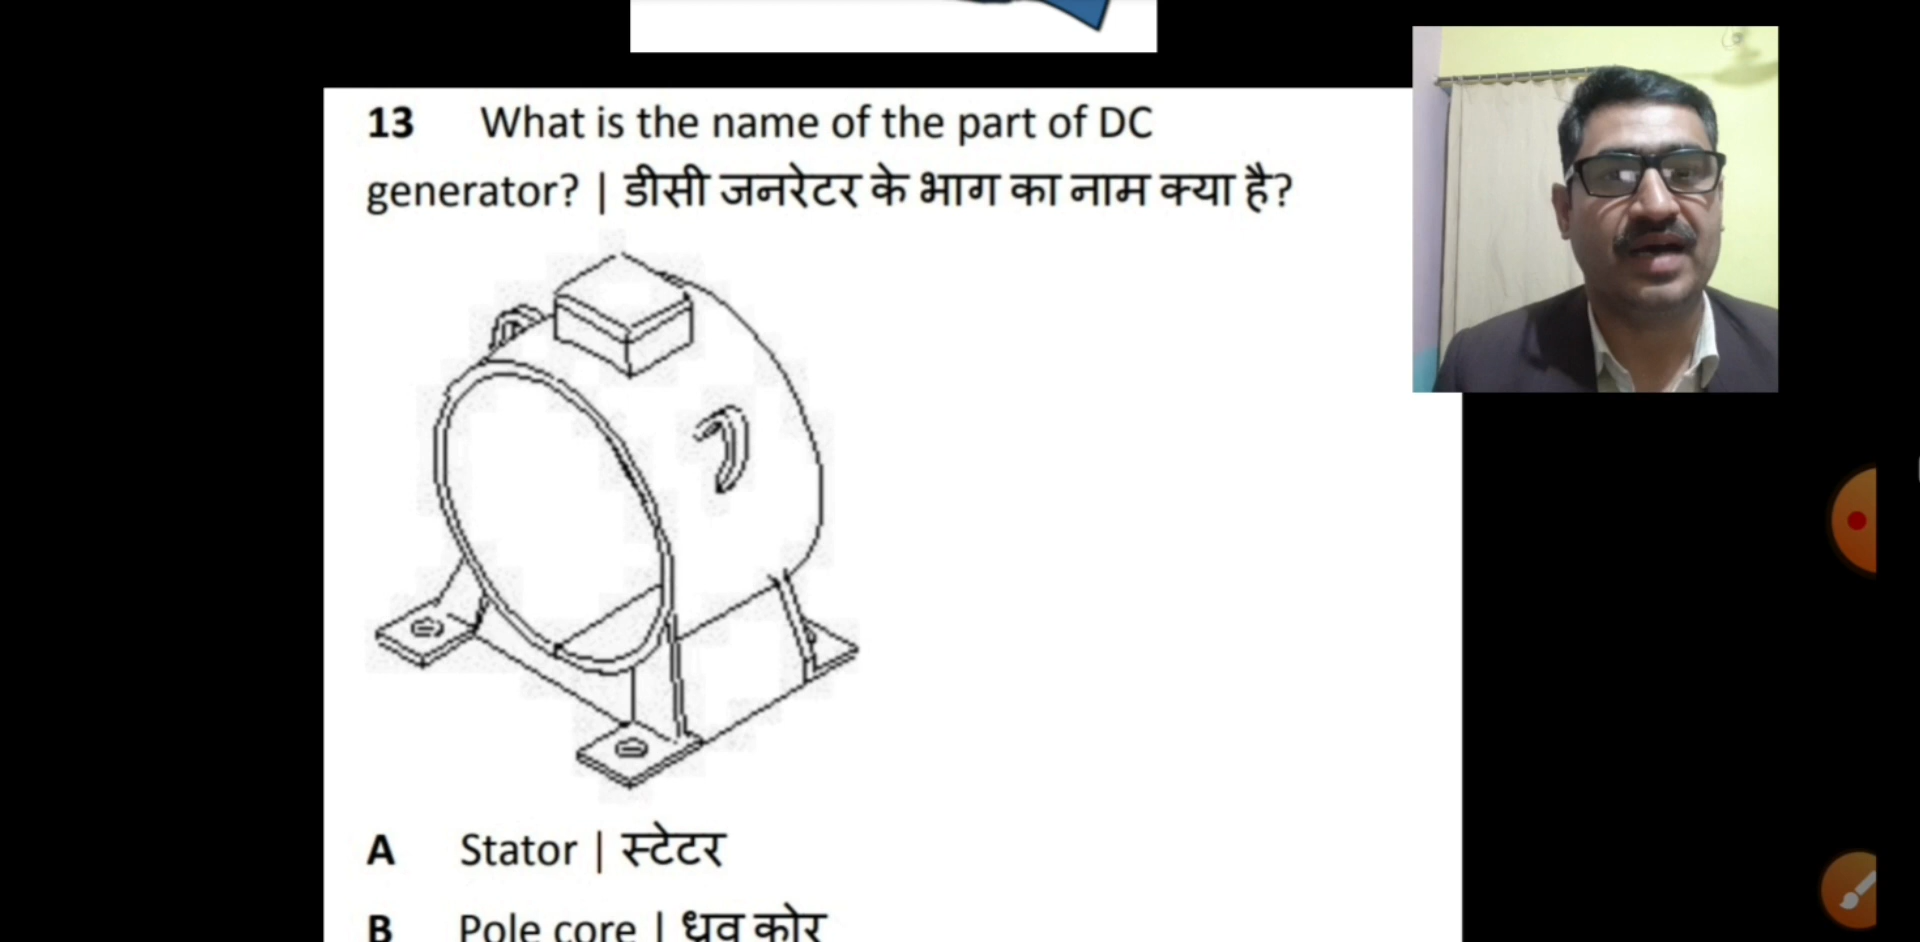 13 What is the name of the part of DC
generator? | डीसी जनरेटर के भाग का नाम क्या है?
A Stator | स्टेटर
B Pole core | ध्रुव कोर